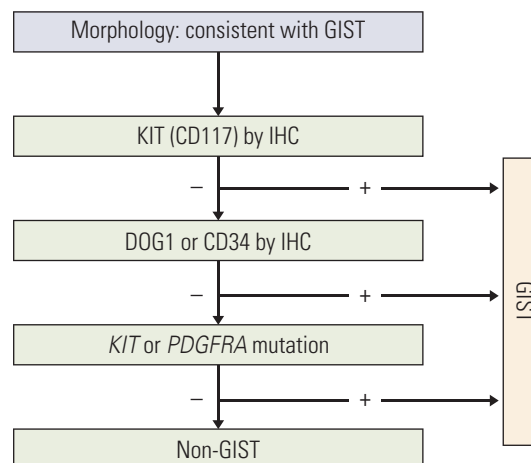 Morphology: consistent with GIST
KIT (CD117) by IHC
– +
DOG1 or CD34 by IHC
– +
KIT or PDGFRA mutation
– +
Non-GIST
GIST